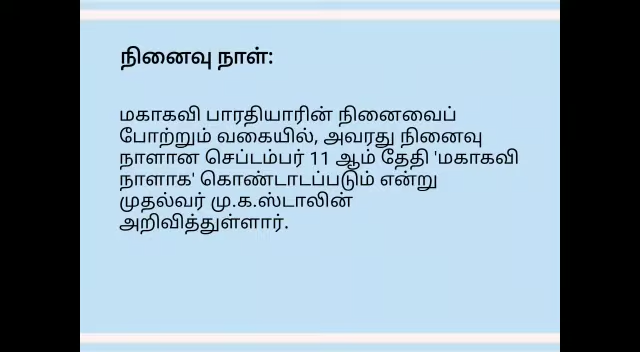 நினைவு நாள்:
மகாகவி பாரதியாரின் நினைவைப்
போற்றும் வகையில், அவரது நினைவு
நாளான செப்டம்பர் 11 ஆம் தேதி 'மகாகவி
நாளாக' கொண்டாடப்படும் என்று
முதல்வர் மு.க.ஸ்டாலின்
அறிவித்துள்ளார்.